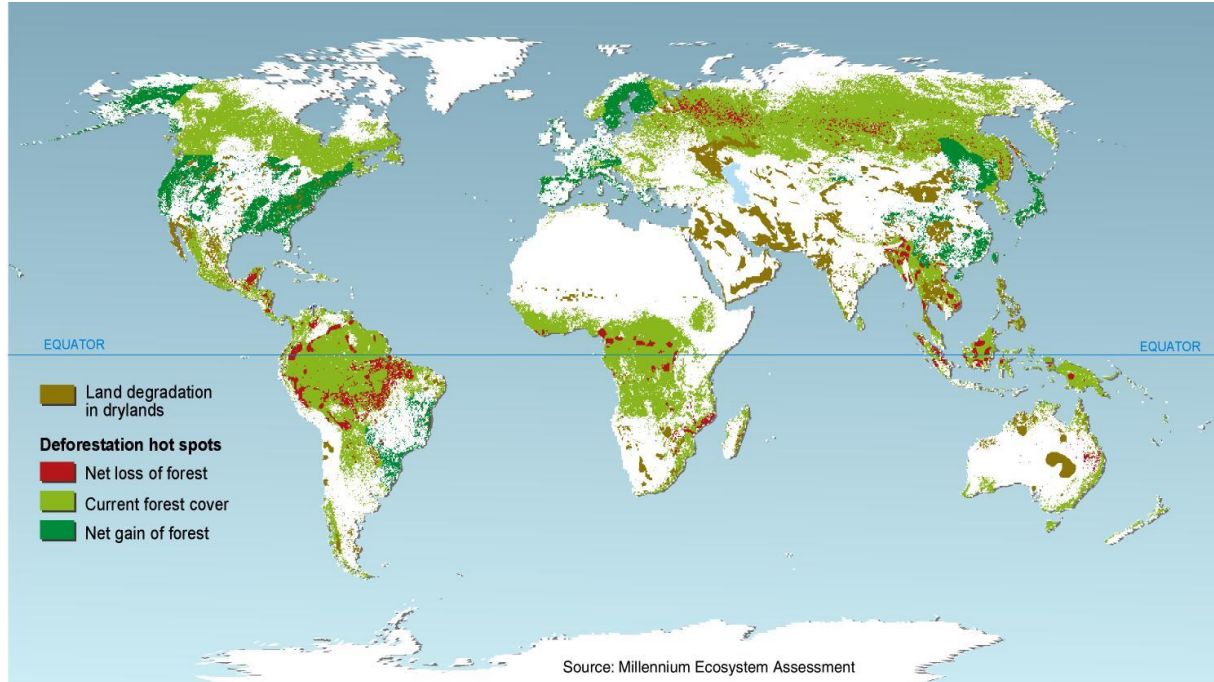 EQUATOR
EQUATOR
Land degradation
in drylands
Deforestation hot spots
Net loss of forest
Current forest cover
Net gain of forest
Source: Millennium Ecosystem Assessment